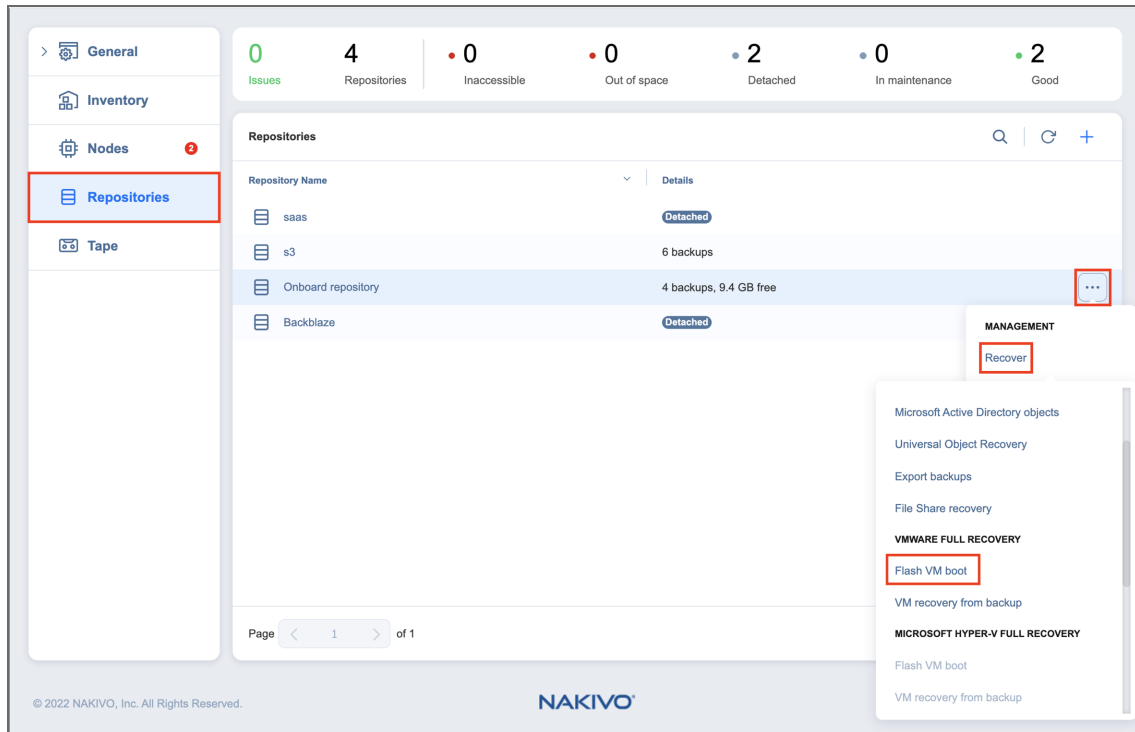 General
Inventory
Nodes 2
Repositories
Tape
0 4 0 0 2 0 2
Issues Repositories Inaccessible Out of space Detached In maintenance Good
Repositories
Repository Name Details
saas Detached
s3 6 backups
Onboard repository 4 backups, 9.4 GB free
Backblaze Detached
MANAGEMENT
Recover
Microsoft Active Directory objects
Universal Object Recovery
Export backups
File Share recovery
VMWARE FULL RECOVERY
Flash VM boot
VM recovery from backup
MICROSOFT HYPER-V FULL RECOVERY
Flash VM boot
VM recovery from backup
Page 1 of 1
© 2022 NAKIVO, Inc. All Rights Reserved.
NAKIVO®